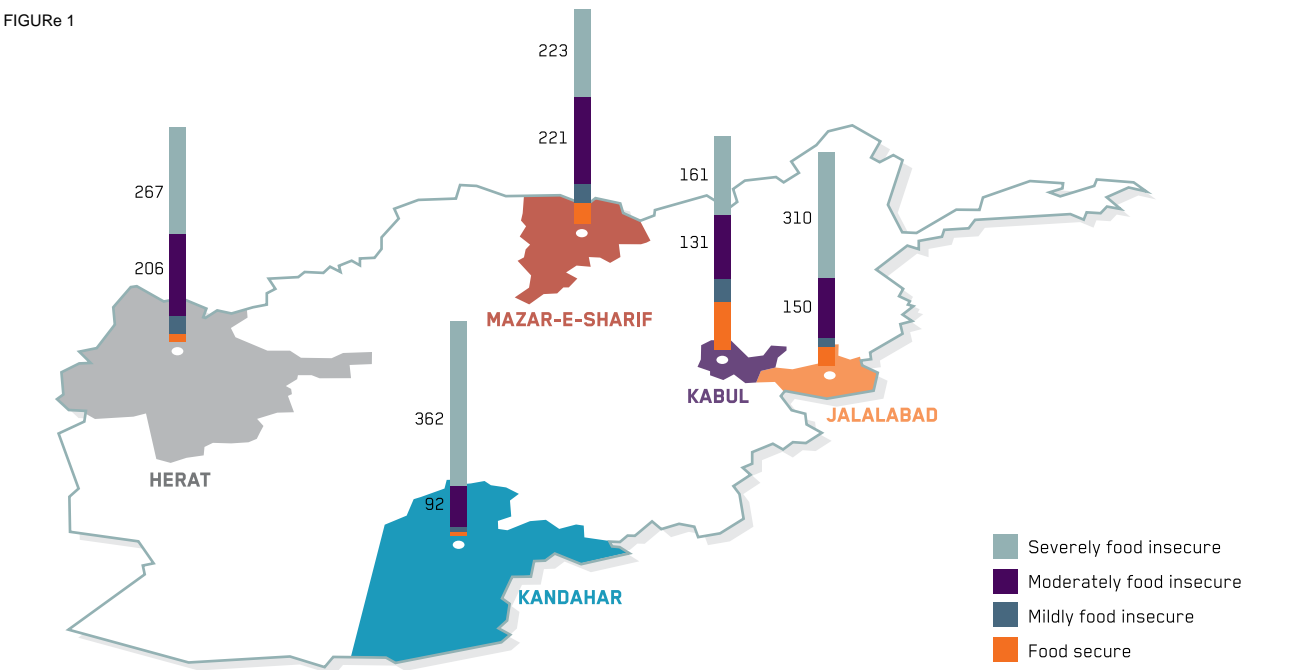 FIGURe 1
223
221
267
206
161
131
310
150
MAZAR-E-SHARIF
362
92
KABUL
JALALABAD
HERAT
KANDAHAR
Severely food insecure
Moderately food insecure
Mildly food insecure
Food secure